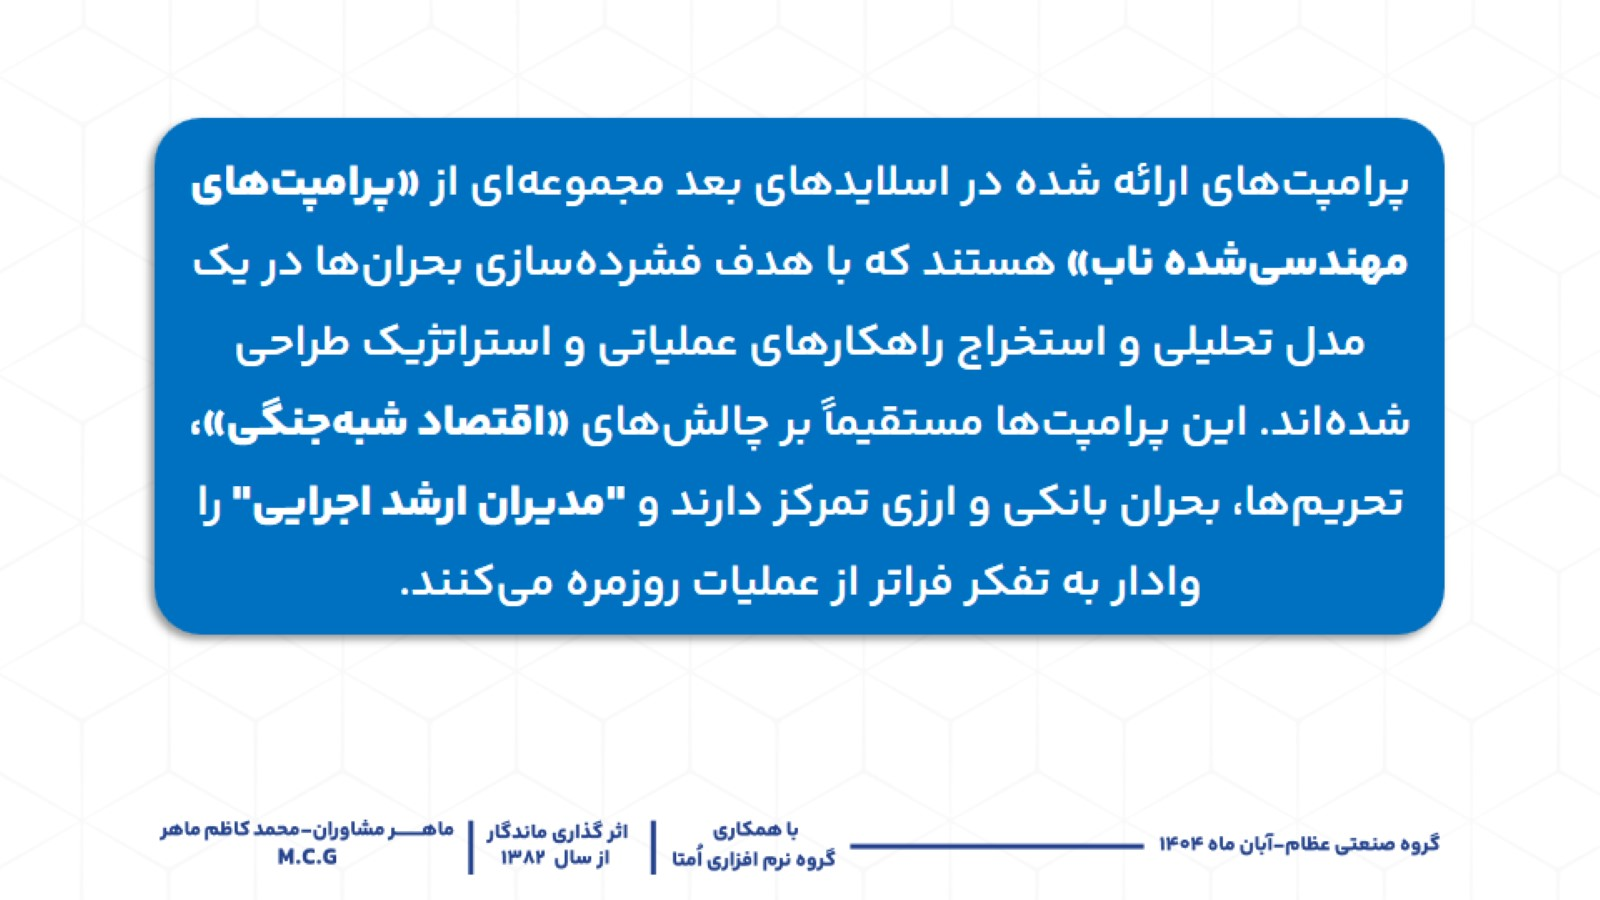 پرامپت‌های ارائه شده در اسلایدهای بعد مجموعه‌ای از «پرامپت‌های
مهندسی‌شده ناب» هستند که با هدف فشرده‌سازی بحران‌ها در یک
مدل تحلیلی و استخراج راهکارهای عملیاتی و استراتژیک طراحی
شده‌اند. این پرامپت‌ها مستقیماً بر چالش‌های «اقتصاد شبه‌جنگی»،
تحریم‌ها، بحران بانکی و ارزی تمرکز دارند و "مدیران ارشد اجرایی" را
وادار به تفکر فراتر از عملیات روزمره می‌کنند.
گروه صنعتی عظام-آبان ماه ۱۴۰۴
با همکاری
گروه نرم افزاری اُمتا
اثر گذاری ماندگار
از سال ۱۳۸۲
ماهـــر مشاوران-محمد کاظم ماهر
M.C.G